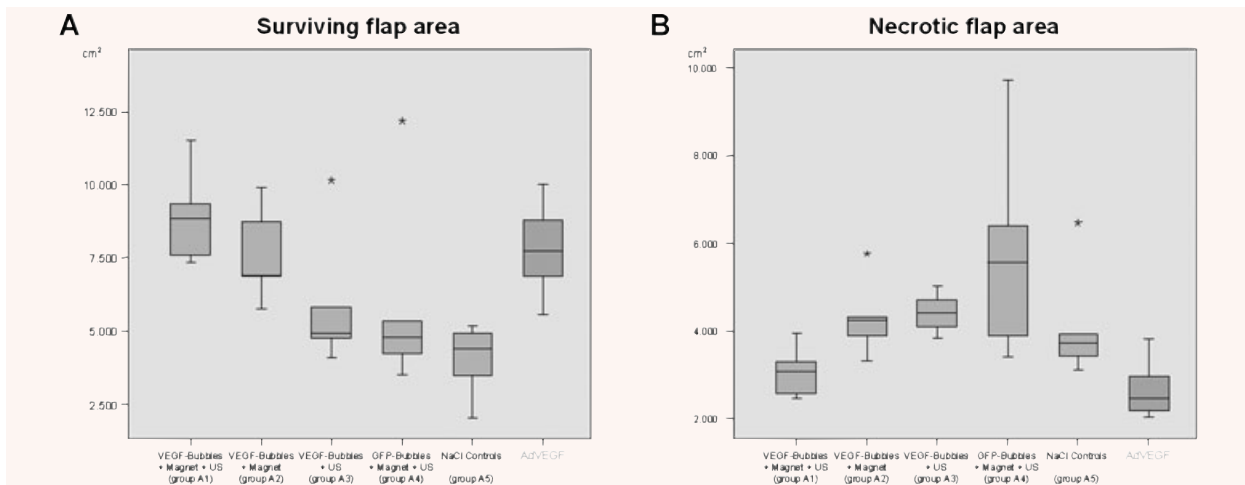 A
Surviving flap area
cm²
12.500
10.000
7.500
5.000
2.500
VEGF-Bubbles
+ Magnet + US
(group A1)
VEGF-Bubbles
+ Magnet
(group A2)
VEGF-Bubbles
+ US
(group A3)
GFP-Bubbles
+ Magnet + US
(group A4)
NaCl Controls
(group A5)
AdVEGF
B
Necrotic flap area
cm²
10.000
8.000
6.000
4.000
2.000
VEGF-Bubbles
+ Magnet + US
(group A1)
VEGF-Bubbles
+ Magnet
(group A2)
VEGF-Bubbles
+ US
(group A3)
GFP-Bubbles
+ Magnet + US
(group A4)
NaCl Controls
(group A5)
AdVEGF